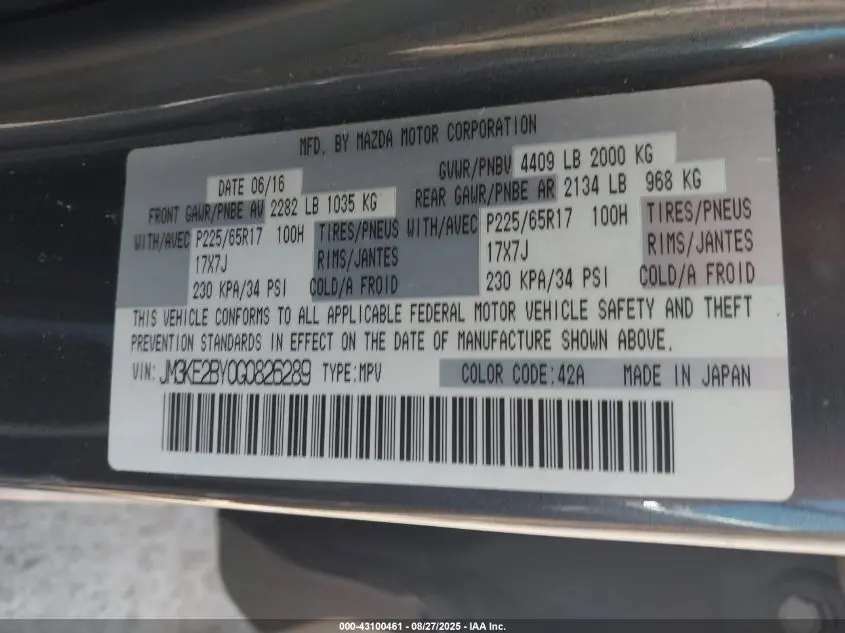 MFD. BY MAZDA MOTOR CORPORATION
DATE 06/16 GVWR/PNBV 4409 LB 2000 KG
FRONT GAWR/PNBE AV 2282 LB 1035 KG REAR GAWR/PNBE AR 2134 LB 968 KG
WITH/AVEC P225/65R17 100H TIRES/PNEUS WITH/AVEC P225/65R17 100H TIRES/PNEUS
17X7J RIMS/JANTES 17X7J RIMS/JANTES
230 KPA/34 PSI COLD/A FROID 230 KPA/34 PSI COLD/A FROID
THIS VEHICLE CONFORMS TO ALL APPLICABLE FEDERAL MOTOR VEHICLE SAFETY AND THEFT
PREVENTION STANDARDS IN EFFECT ON THE DATE OF MANUFACTURE SHOWN ABOVE.
VIN: JM3KE2BY0G0826289 TYPE:MPV COLOR CODE:42A MADE IN JAPAN
000-43100461 - 08/27/2025 - IAA Inc.